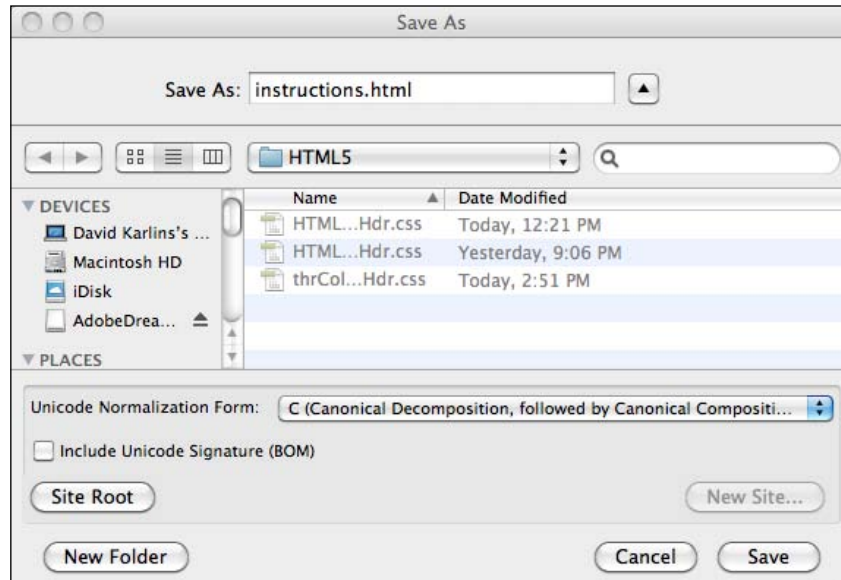 Save As
Save As: instructions.html
HTML5
DEVICES
David Karlins's ...
Macintosh HD
iDisk
AdobeDrea...
PLACES
Name Date Modified
HTML...Hdr.css Today, 12:21 PM
HTML...Hdr.css Yesterday, 9:06 PM
thrCol...Hdr.css Today, 2:51 PM
Unicode Normalization Form: C (Canonical Decomposition, followed by Canonical Compositi...
Include Unicode Signature (BOM)
Site Root New Site...
New Folder Cancel Save